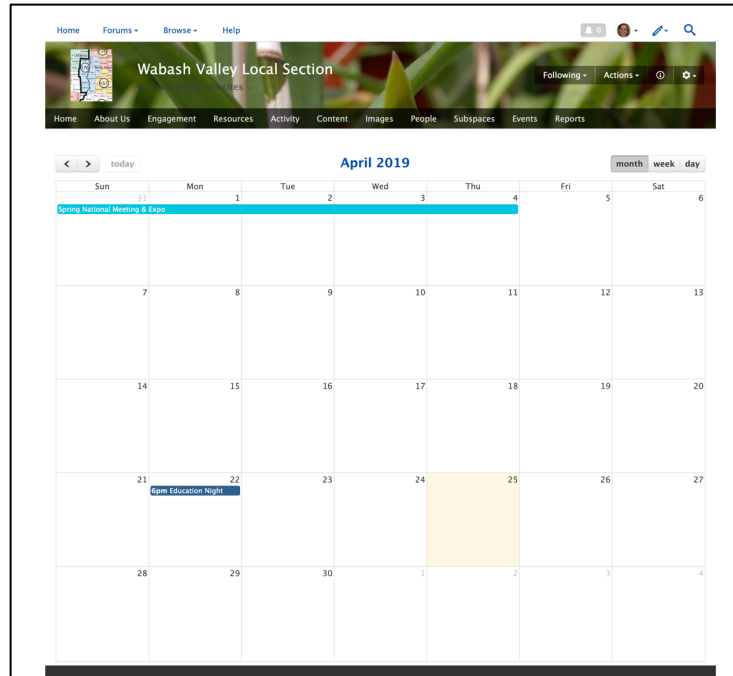 Home Forums Browse Help 0
Wabash Valley Local Section
Following Actions
Home About Us Engagement Resources Activity Content Images People Subspaces Events Reports
today April 2019 month week day
Sun Mon Tue Wed Thu Fri Sat
31 1 2 3 4 5 6
Spring National Meeting & Expo
7 8 9 10 11 12 13
14 15 16 17 18 19 20
21 22 23 24 25 26 27
6pm Education Night
28 29 30 1 2 3 4